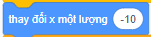 thay đổi x một lượng -10